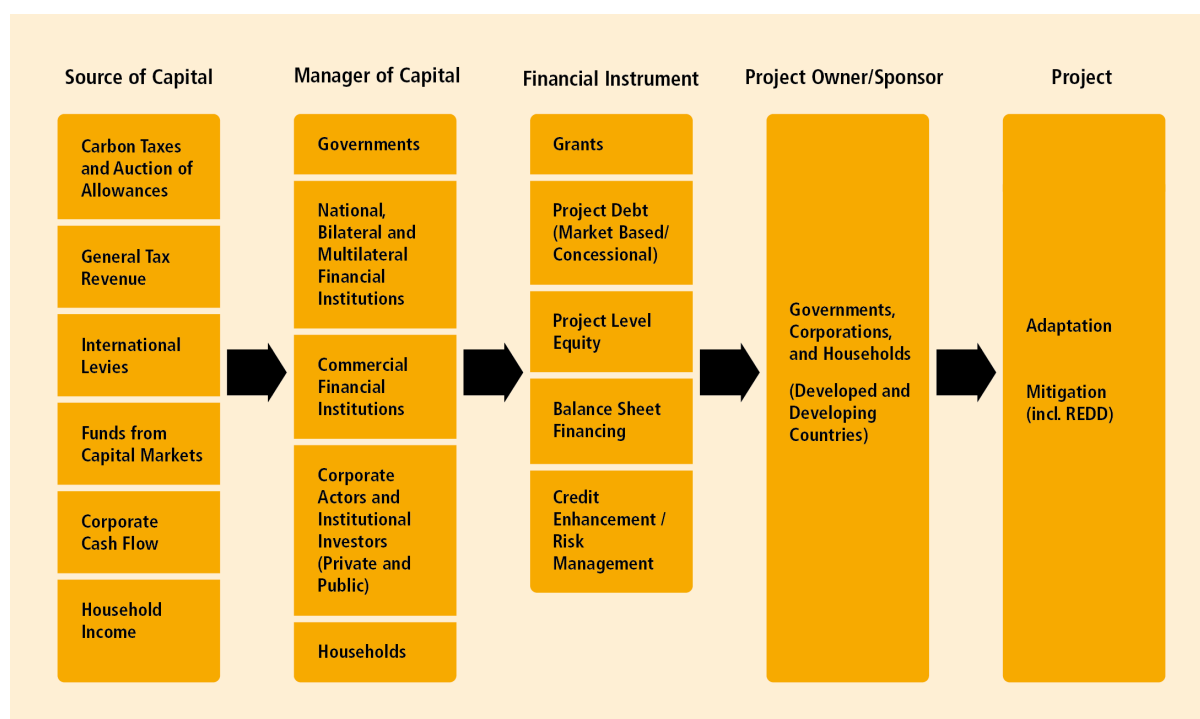 Source of Capital
Carbon Taxes
and Auction of
Allowances
General Tax
Revenue
International
Levies
Funds from
Capital Markets
Corporate
Cash Flow
Household
Income
Manager of Capital
Governments
National,
Bilateral and
Multilateral
Financial
Institutions
Commercial
Financial
Institutions
Corporate
Actors and
Institutional
Investors
(Private and
Public)
Households
Financial Instrument
Grants
Project Debt
(Market Based/
Concessional)
Project Level
Equity
Balance Sheet
Financing
Credit
Enhancement /
Risk
Management
Project Owner/Sponsor
Governments,
Corporations,
and Households
(Developed and
Developing
Countries)
Project
Adaptation
Mitigation
(incl. REDD)